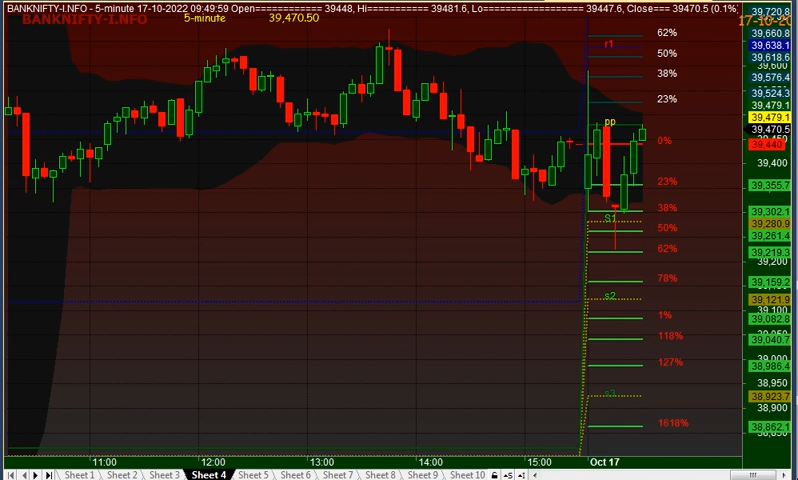 BANKNIFTY-I.NFO - 5-minute 17-10-2022 09:49:59 Open=========== 39448, Hi=========== 39481.6, Lo================== 39447.6, Close=== 39470.5 (0.1%)
BANKNIFTY-I.NFO
5-minute
39,470.50
17-10-20
39,720.8
62%
39,660.8
r1
39,638.1
50%
39,618.6
39,600
38%
39,576.4
39,524.3
23%
39,479.1
pp
39,479.1
39,470.5
0%
39,440
39,400
23%
39,355.7
38%
39,302.1
S1
39,280.9
50%
39,261.4
62%
39,219.3
39,200
78%
39,159.2
s2
39,121.9
39,100
1%
39,082.8
118%
39,040.7
39,000
127%
38,986.4
38,950
s3
38,923.7
38,900
1618%
38,862.1
11:00
12:00
13:00
14:00
15:00
Oct 17
Sheet 1
Sheet 2
Sheet 3
Sheet 4
Sheet 5
Sheet 6
Sheet 7
Sheet 8
Sheet 9
Sheet 10